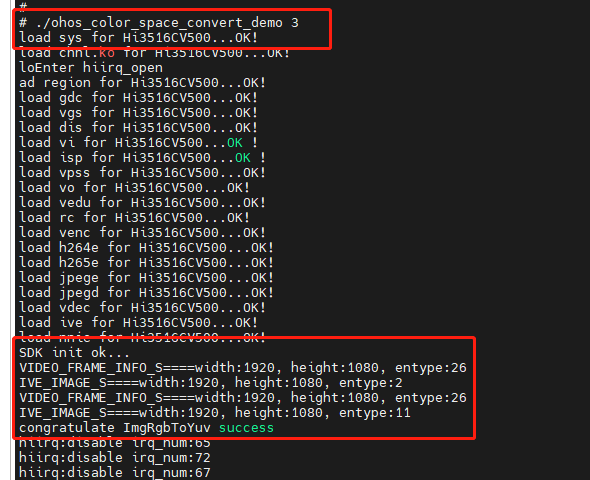 #
# ./ohos_color_space_convert_demo 3
load sys for Hi3516CV500...OK!
load chnl.ko for Hi3516CV500...OK!
loEnter hiirq_open
ad region for Hi3516CV500...OK!
load gdc for Hi3516CV500...OK!
load vgs for Hi3516CV500...OK!
load dis for Hi3516CV500...OK!
load vi for Hi3516CV500...OK !
load isp for Hi3516CV500...OK !
load vpss for Hi3516CV500...OK!
load vo for Hi3516CV500...OK!
load vedu for Hi3516CV500...OK!
load rc for Hi3516CV500...OK!
load venc for Hi3516CV500...OK!
load h264e for Hi3516CV500...OK!
load h265e for Hi3516CV500...OK!
load jpege for Hi3516CV500...OK!
load jpegd for Hi3516CV500...OK!
load vdec for Hi3516CV500...OK!
load ive for Hi3516CV500...OK!
load nnie for Hi3516CV500...OK!
SDK init ok...
VIDEO_FRAME_INFO_S====width:1920, height:1080, entype:26
IVE_IMAGE_S====width:1920, height:1080, entype:2
VIDEO_FRAME_INFO_S====width:1920, height:1080, entype:26
IVE_IMAGE_S====width:1920, height:1080, entype:11
congratulate ImgRgbToYuv success
hiirq:disable irq_num:65
hiirq:disable irq_num:72
hiirq:disable irq_num:67